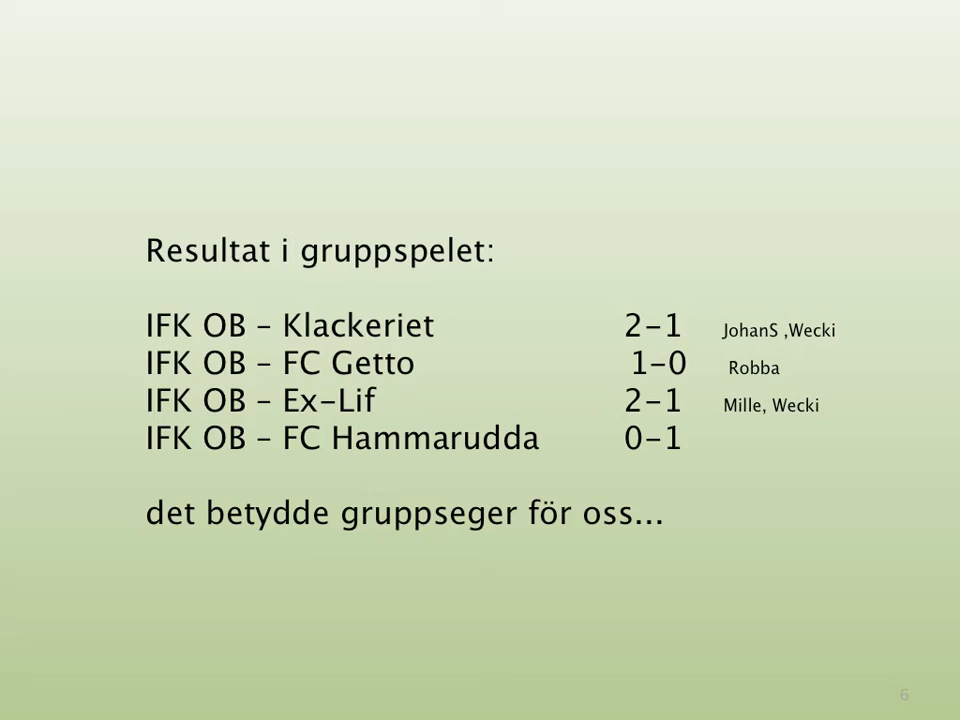 Resultat i gruppspelet:
IFK OB – Klackeriet 2-1 JohanS ,Wecki
IFK OB – FC Getto 1-0 Robba
IFK OB – Ex-Lif 2-1 Mille, Wecki
IFK OB – FC Hammarudda 0-1
det betydde gruppseger för oss...
6